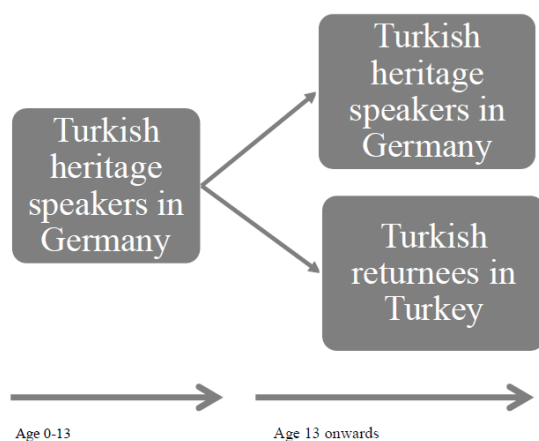 Turkish
heritage
speakers in
Germany
Turkish
heritage
speakers in
Germany
Turkish
returnees in
Turkey
Age 0-13
Age 13 onwards